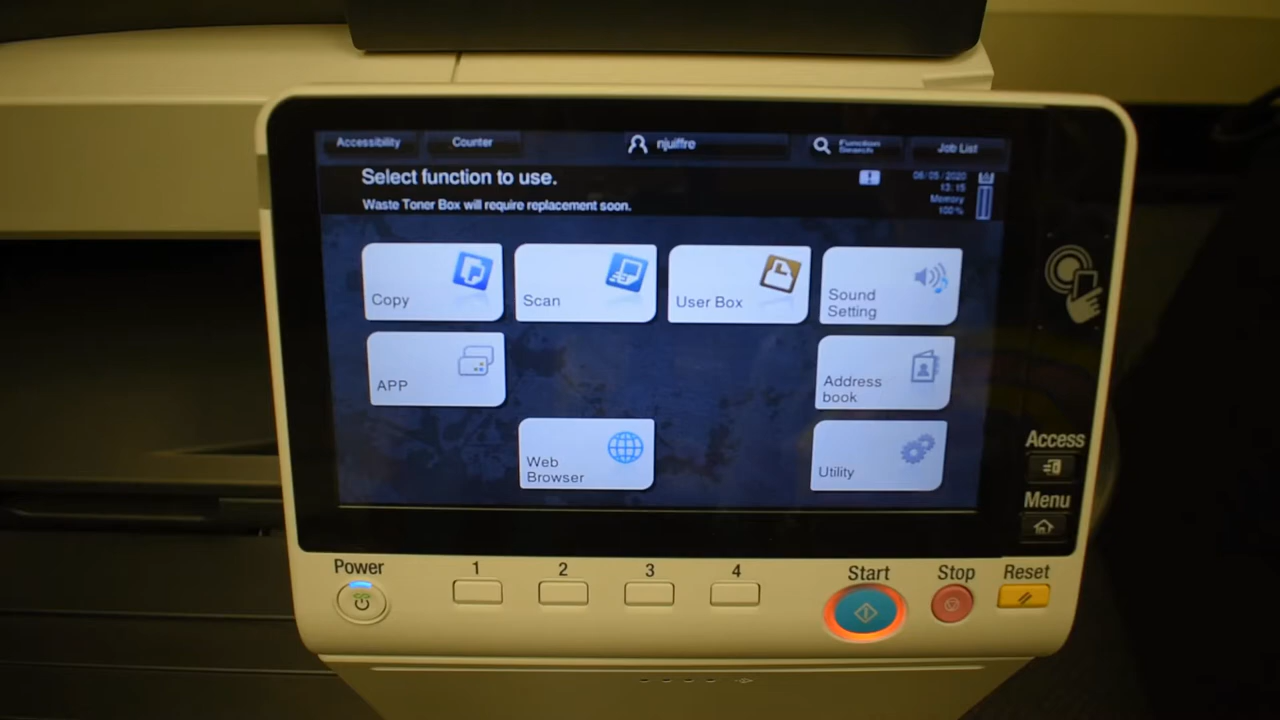 Accessibility
Counter
njuiffre
Function
Search
Job List
Select function to use.
06/05/2020
13:15
Memory
100%
Waste Toner Box will require replacement soon.
Copy
Scan
User Box
Sound
Setting
APP
Address
book
Web
Browser
Utility
Access
Menu
Power
1
2
3
4
Start
Stop
Reset